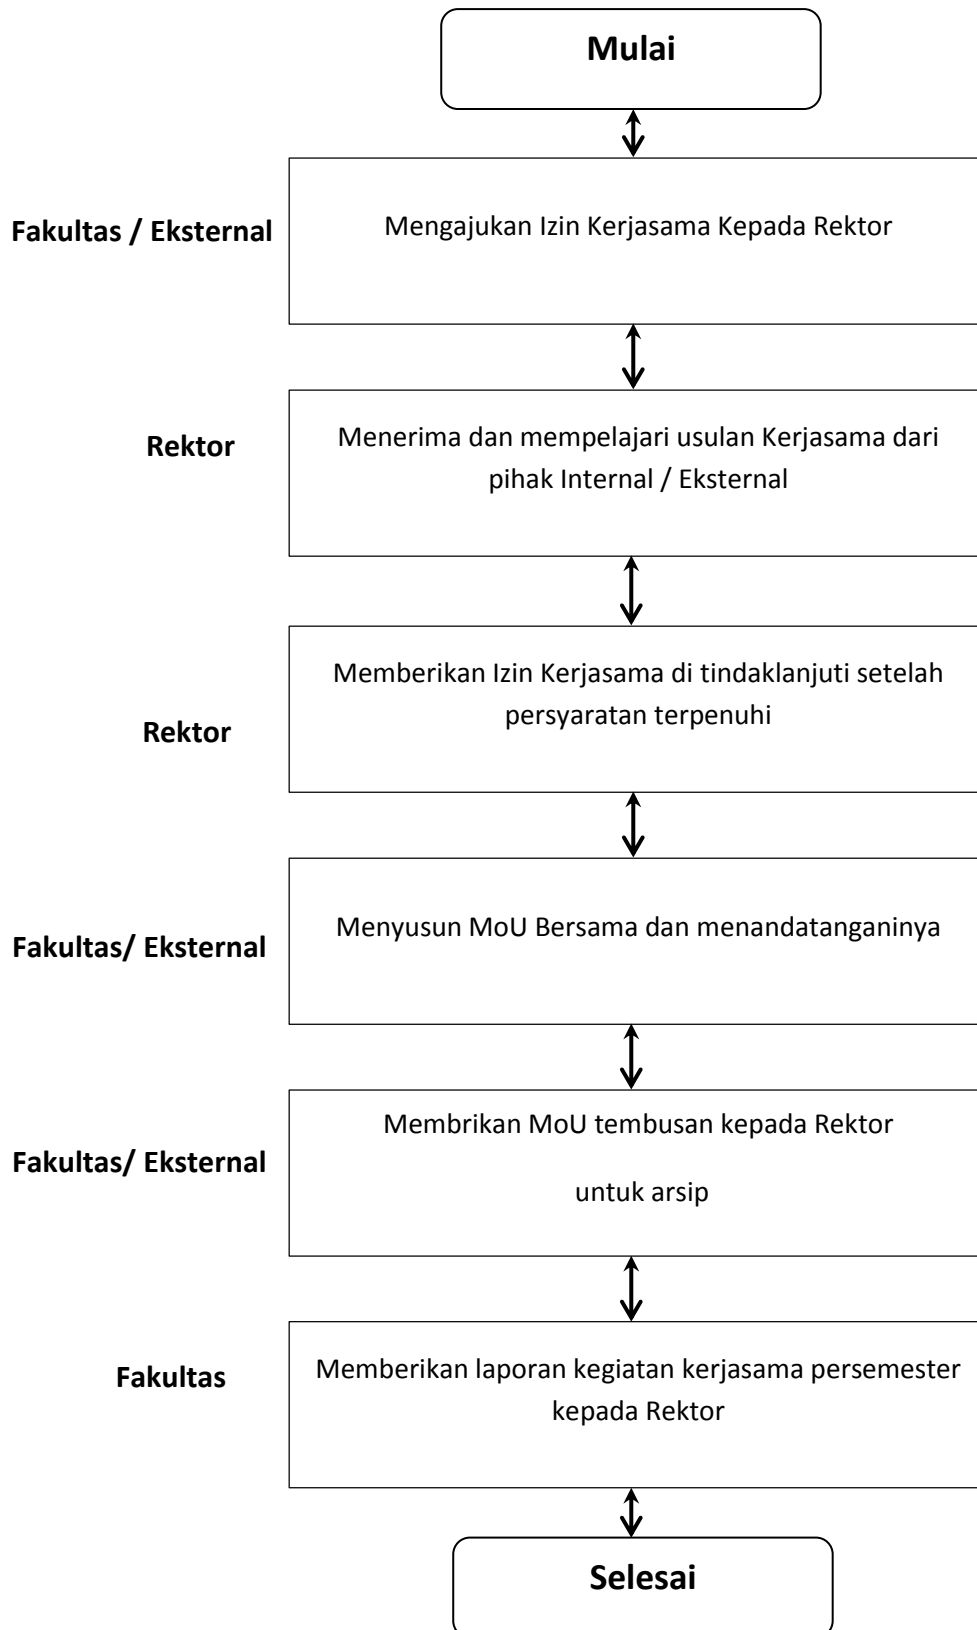 Mulai
Fakultas / Eksternal
Mengajukan Izin Kerjasama Kepada Rektor
Rektor
Menerima dan mempelajari usulan Kerjasama dari
pihak Internal / Eksternal
Rektor
Memberikan Izin Kerjasama di tindaklanjuti setelah
persyaratan terpenuhi
Fakultas/ Eksternal
Menyusun MoU Bersama dan menandatanganinya
Fakultas/ Eksternal
Membrikan MoU tembusan kepada Rektor
untuk arsip
Fakultas
Memberikan laporan kegiatan kerjasama persemester
kepada Rektor
Selesai